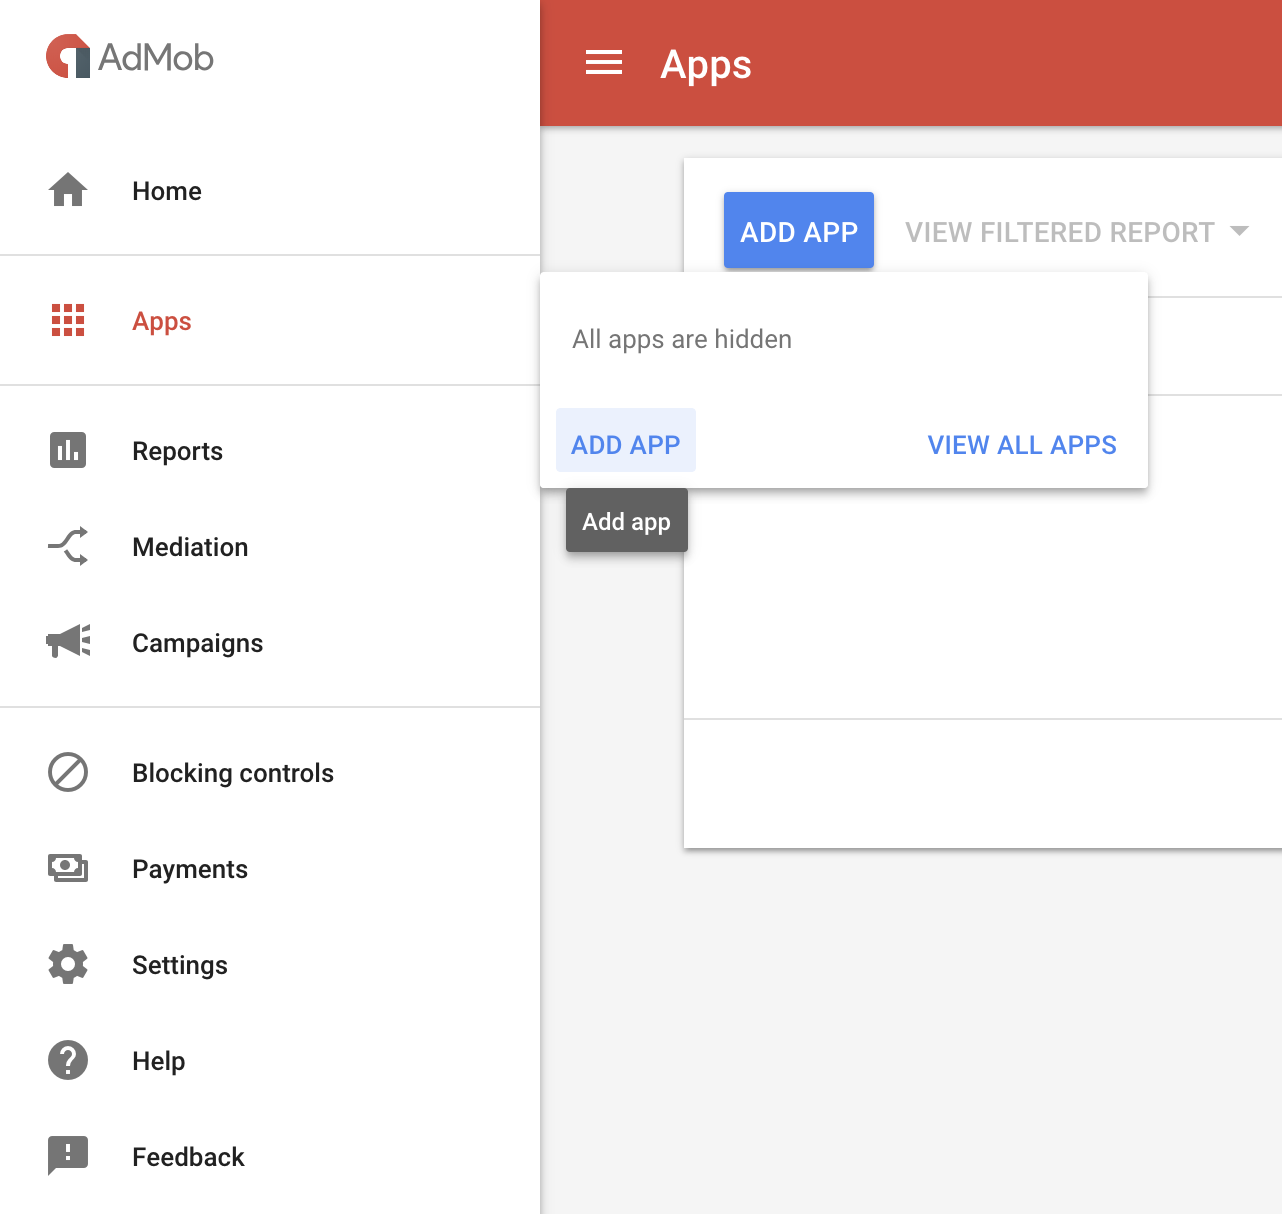 AdMob
Home
Apps
Reports
Mediation
Campaigns
Blocking controls
Payments
Settings
Help
Feedback
Apps
ADD APP VIEW FILTERED REPORT
All apps are hidden
ADD APP VIEW ALL APPS
Add app